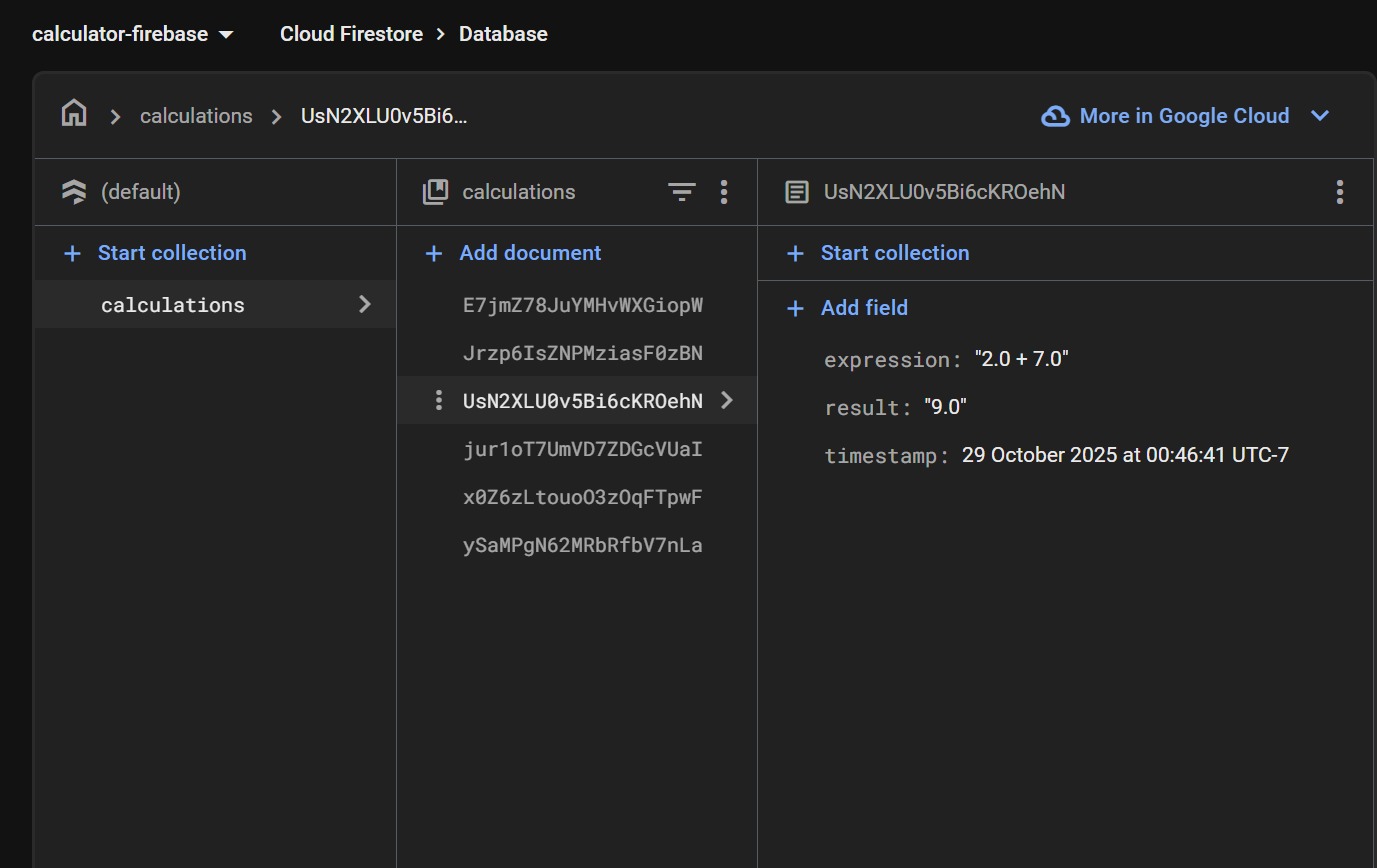 calculator-firebase
Cloud Firestore > Database
calculations > UsN2XLU0v5Bi6...
More in Google Cloud
(default)
+ Start collection
calculations
calculations
+ Add document
E7jmZ78JuYMHvWXGiopW
Jrzp6IsZNPMziasF0zBN
UsN2XLU0v5Bi6cKROehN
jur1oT7UmVD7ZDGcVUaI
x0Z6zLtouoO3zOqFTpwF
ySaMPgN62MRbRfbV7nLa
UsN2XLU0v5Bi6cKROehN
+ Start collection
+ Add field
expression: "2.0 + 7.0"
result: "9.0"
timestamp: 29 October 2025 at 00:46:41 UTC-7